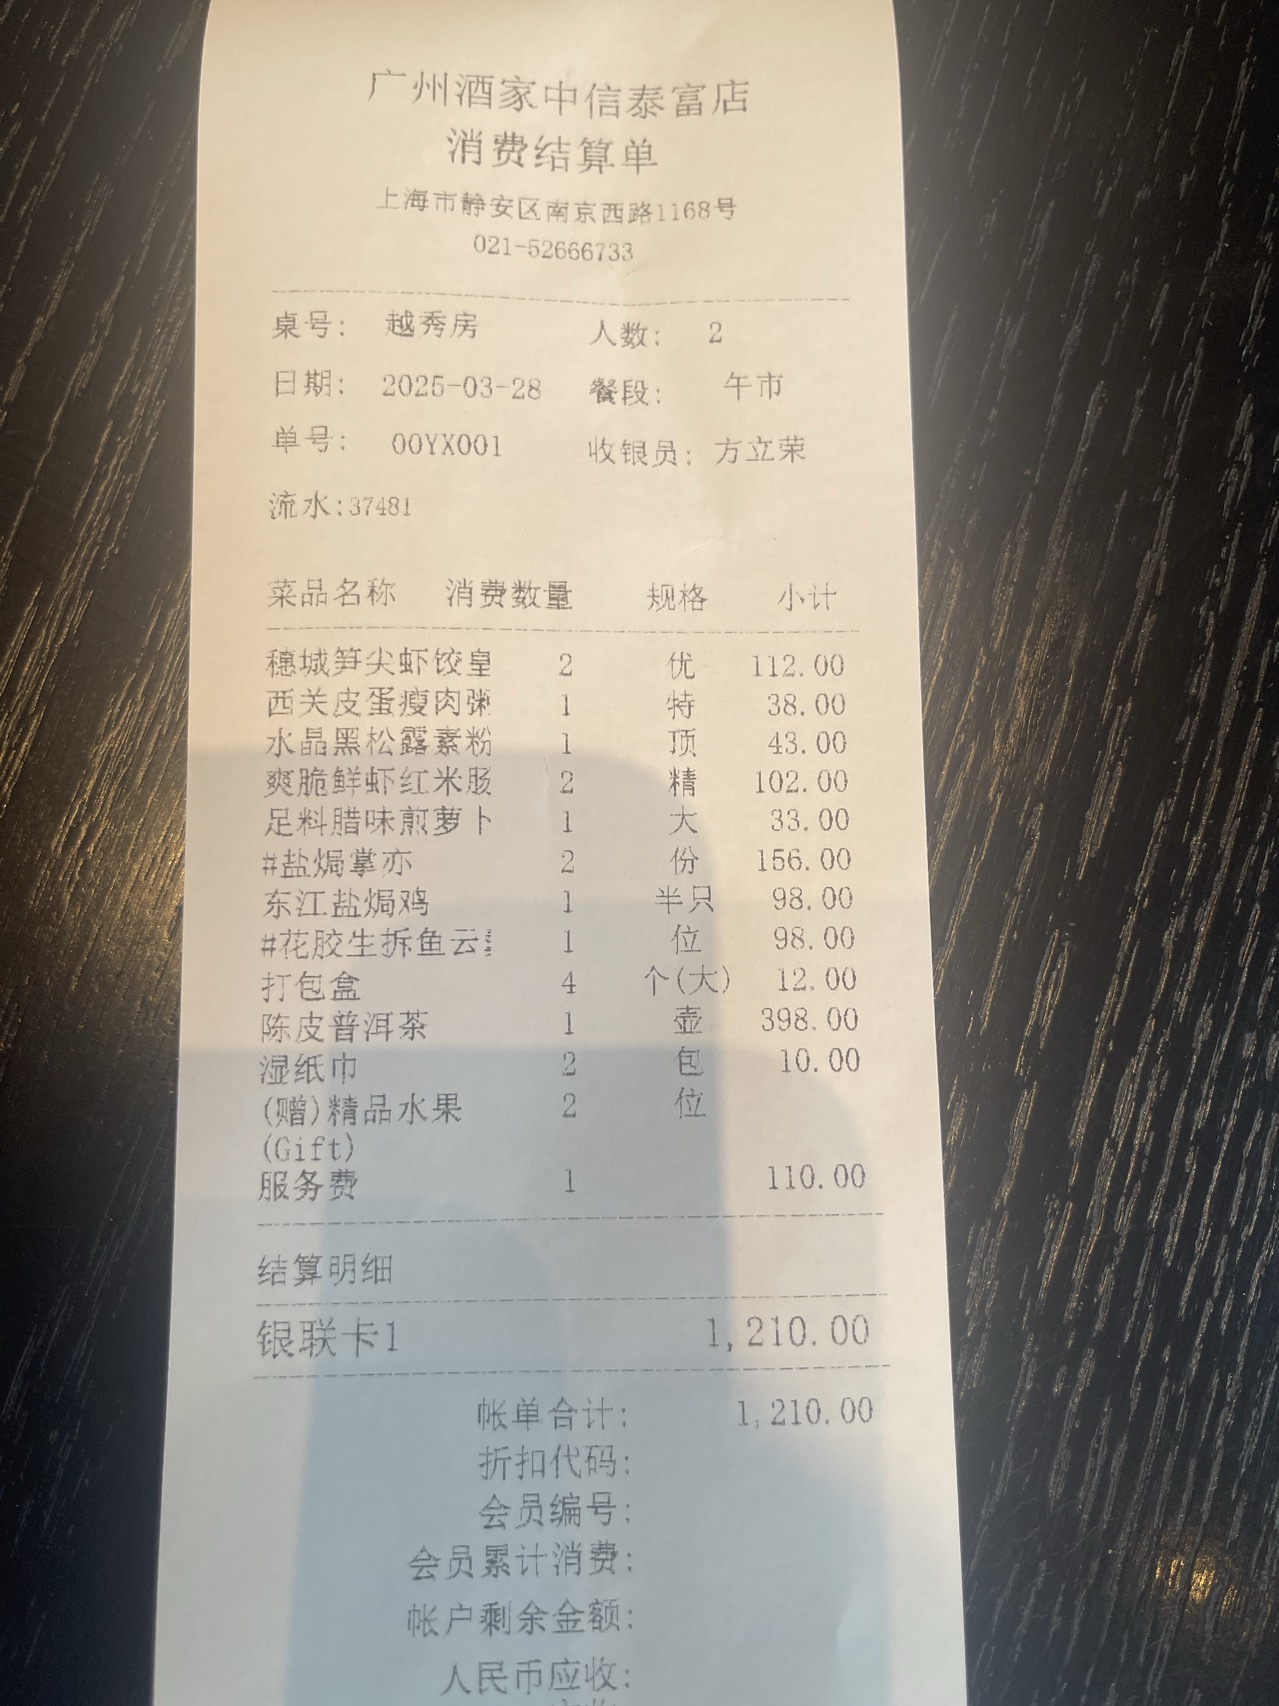 广州酒家中信泰富店
消费结算单
上海市静安区南京西路1168号
021-52666733
桌号: 越秀房 人数: 2
日期: 2025-03-28 餐段: 午市
单号: 00YX001 收银员: 方立荣
流水:37481
菜品名称 消费数量 规格 小计
穗城笋尖虾饺皇 2 优 112.00
西关皮蛋瘦肉粥 1 特 38.00
水晶黑松露素粉 1 顶 43.00
爽脆鲜虾红米肠 2 精 102.00
足料腊味煎萝卜 1 大 33.00
#盐焗掌亦 2 份 156.00
东江盐焗鸡 1 半只 98.00
#花胶生拆鱼云 1 位 98.00
打包盒 4 个(大) 12.00
陈皮普洱茶 1 壶 398.00
湿纸巾 2 包 10.00
(赠)精品水果 2 位
(Gift)
服务费 1 110.00
结算明细
银联卡1 1,210.00
帐单合计: 1,210.00
折扣代码:
会员编号:
会员累计消费:
帐户剩余金额:
人民币应收: